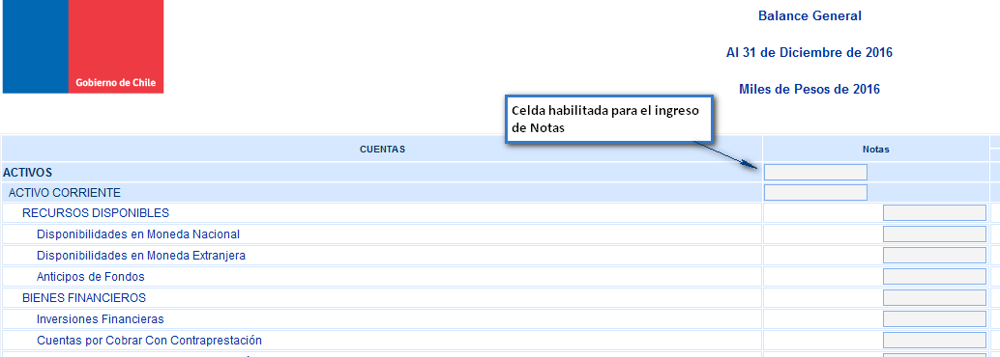 Gobierno de Chile
Balance General
Al 31 de Diciembre de 2016
Miles de Pesos de 2016
Celda habilitada para el ingreso
de Notas
CUENTAS Notas
ACTIVOS
ACTIVO CORRIENTE
RECURSOS DISPONIBLES
Disponibilidades en Moneda Nacional
Disponibilidades en Moneda Extranjera
Anticipos de Fondos
BIENES FINANCIEROS
Inversiones Financieras
Cuentas por Cobrar Con Contraprestación